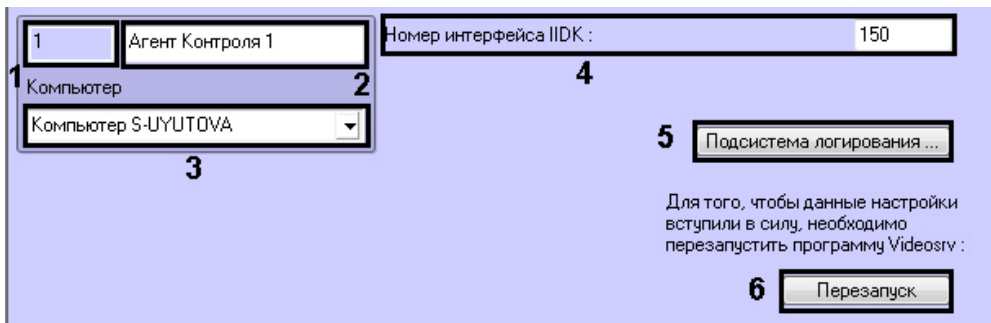 1 Агент Контроля 1 Номер интерфейса IIDK : 150
1 2 4
Компьютер
Компьютер S-UYUTOVA
3
5 Подсистема логирования ...
Для того, чтобы данные настройки
вступили в силу, необходимо
перезапустить программу Videosrv :
6 Перезапуск